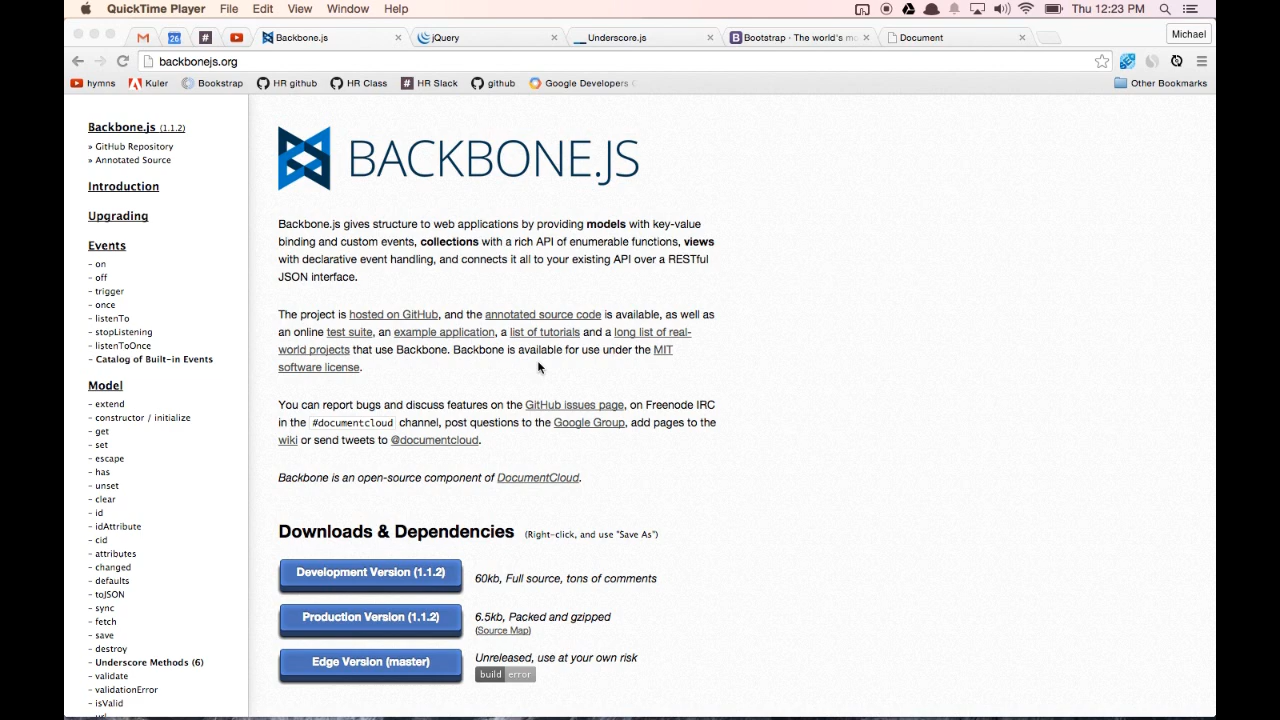 QuickTime Player File Edit View Window Help Thu 12:23 PM
26 # Backbone.js × jQuery × Underscore.js × Bootstrap · The world's m × Document × Michael
backbonejs.org
hymns Kuler Bookstrap HR github HR Class HR Slack github Google Developers Other Bookmarks
Backbone.js (1.1.2)
» GitHub Repository
» Annotated Source
Introduction
Upgrading
Events
– on
– off
– trigger
– once
– listenTo
– stopListening
– listenToOnce
– Catalog of Built-in Events
Model
– extend
– constructor / initialize
– get
– set
– escape
– has
– unset
– clear
– id
– idAttribute
– cid
– attributes
– changed
– defaults
– toJSON
– sync
– fetch
– save
– destroy
– Underscore Methods (6)
– validate
– validationError
– isValid
– url
BACKBONE.JS
Backbone.js gives structure to web applications by providing models with key-value
binding and custom events, collections with a rich API of enumerable functions, views
with declarative event handling, and connects it all to your existing API over a RESTful
JSON interface.
The project is hosted on GitHub, and the annotated source code is available, as well as
an online test suite, an example application, a list of tutorials and a long list of real-
world projects that use Backbone. Backbone is available for use under the MIT
software license.
You can report bugs and discuss features on the GitHub issues page, on Freenode IRC
in the #documentcloud channel, post questions to the Google Group, add pages to the
wiki or send tweets to @documentcloud.
Backbone is an open-source component of DocumentCloud.
Downloads & Dependencies (Right-click, and use "Save As")
Development Version (1.1.2) 60kb, Full source, tons of comments
Production Version (1.1.2) 6.5kb, Packed and gzipped
(Source Map)
Edge Version (master) Unreleased, use at your own risk
build error